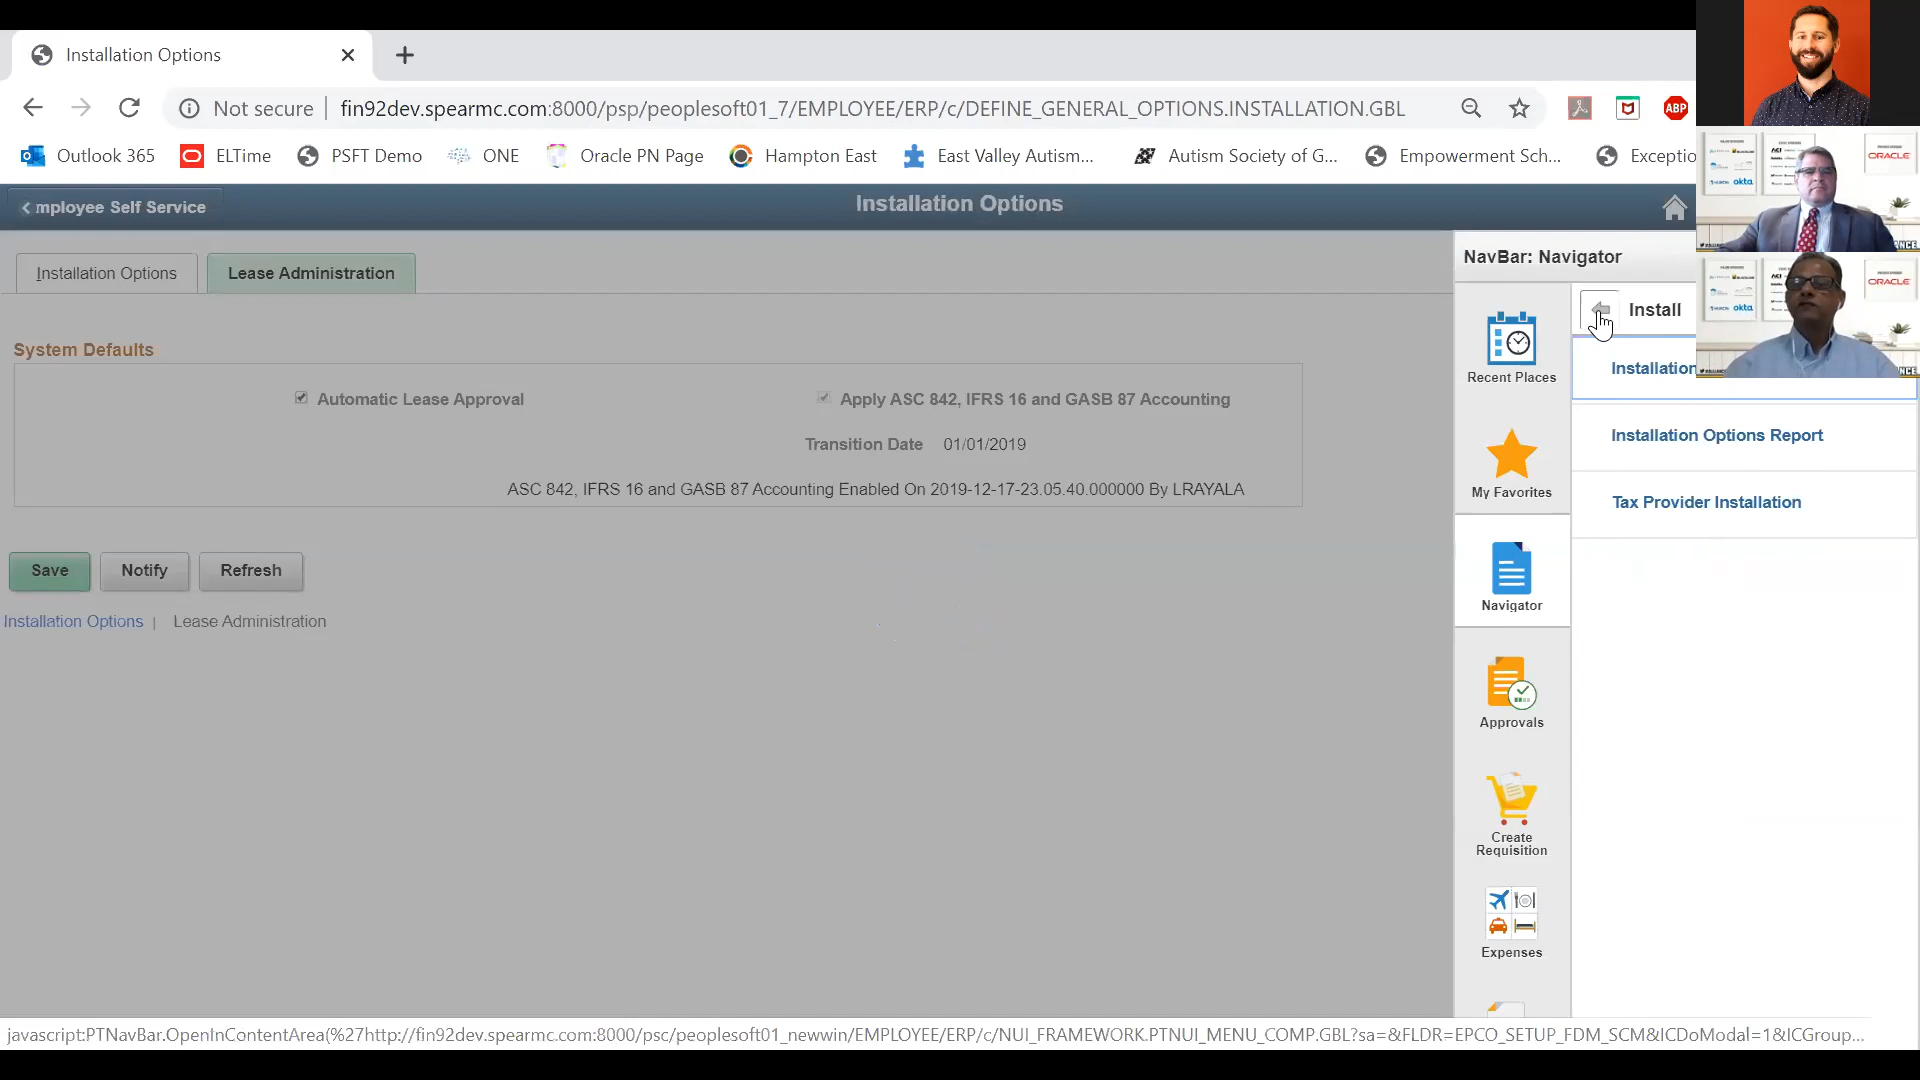 Installation Options
Not secure | fin92dev.spearmc.com:8000/psp/peoplesoft01_7/EMPLOYEE/ERP/c/DEFINE_GENERAL_OPTIONS.INSTALLATION.GBL
ABP
Outlook 365 ELTime PSFT Demo ONE Oracle PN Page Hampton East East Valley Autism... Autism Society of G... Empowerment Sch... Exceptio
ORACLE
okta
ORACLE
okta
mployee Self Service
Installation Options
Installation Options
Lease Administration
System Defaults
Automatic Lease Approval
Apply ASC 842, IFRS 16 and GASB 87 Accounting
Transition Date 01/01/2019
ASC 842, IFRS 16 and GASB 87 Accounting Enabled On 2019-12-17-23.05.40.000000 By LRAYALA
Save
Notify
Refresh
Installation Options | Lease Administration
NavBar: Navigator
Recent Places
My Favorites
Navigator
Approvals
Create
Requisition
Expenses
Install
Installation
Installation Options Report
Tax Provider Installation
javascript:PTNavBar.OpenInContentArea(%27http://fin92dev.spearmc.com:8000/psc/peoplesoft01_newwin/EMPLOYEE/ERP/c/NUI_FRAMEWORK.PTNUI_MENU_COMP.GBL?sa=&FLDR=EPCO_SETUP_FDM_SCM&ICDoModal=1&ICGroup...